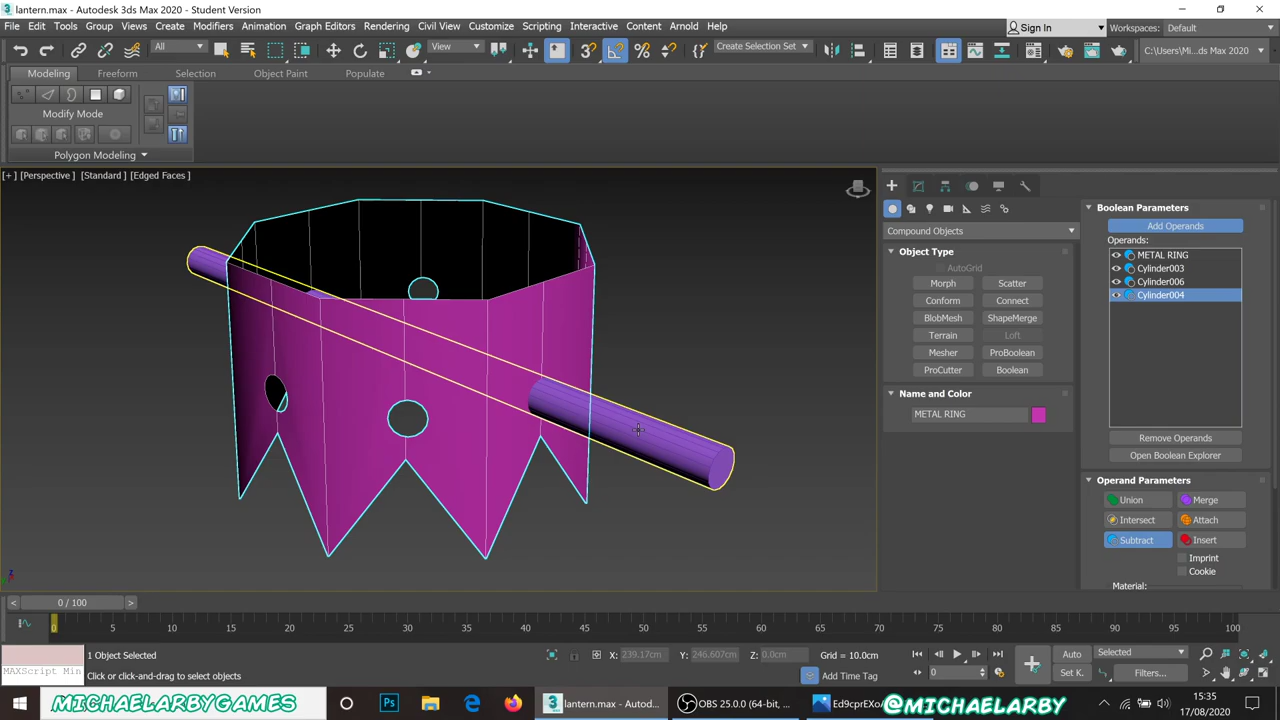 lantern.max - Autodesk 3ds Max 2020 - Student Version
File Edit Tools Group Views Create Modifiers Animation Graph Editors Rendering Civil View Customize Scripting Interactive Content Arnold Help
Sign In Workspaces: Default
All View Create Selection Set C:\Users\Mi...ds Max 2020
Modeling Freeform Selection Object Paint Populate
Modify Mode
Polygon Modeling
[+] [Perspective] [Standard] [Edged Faces]
Compound Objects
Object Type
AutoGrid
Morph Scatter
Conform Connect
BlobMesh ShapeMerge
Terrain Loft
Mesher ProBoolean
ProCutter Boolean
Name and Color
METAL RING
Boolean Parameters
Add Operands
Operands:
METAL RING
Cylinder003
Cylinder006
Cylinder004
Remove Operands
Open Boolean Explorer
Operand Parameters
Union Merge
Intersect Attach
Subtract Insert
Imprint
Cookie
Material:
< 0 / 100 >
0 5 10 15 20 25 30 35 40 45 50 55 60 65 70 75 80 85 90 95 100
MAXScript Min
1 Object Selected
Click or click-and-drag to select objects
X: 239.17cm Y: 246.607cm Z: 0.0cm Grid = 10.0cm
Add Time Tag
0
Auto Selected
Set K. Filters...
MICHAELARBYGAMES
lantern.max - Autod... OBS 25.0.0 (64-bit, ... Ed9cprEXo @MICHAELARBY
15:35
17/08/2020